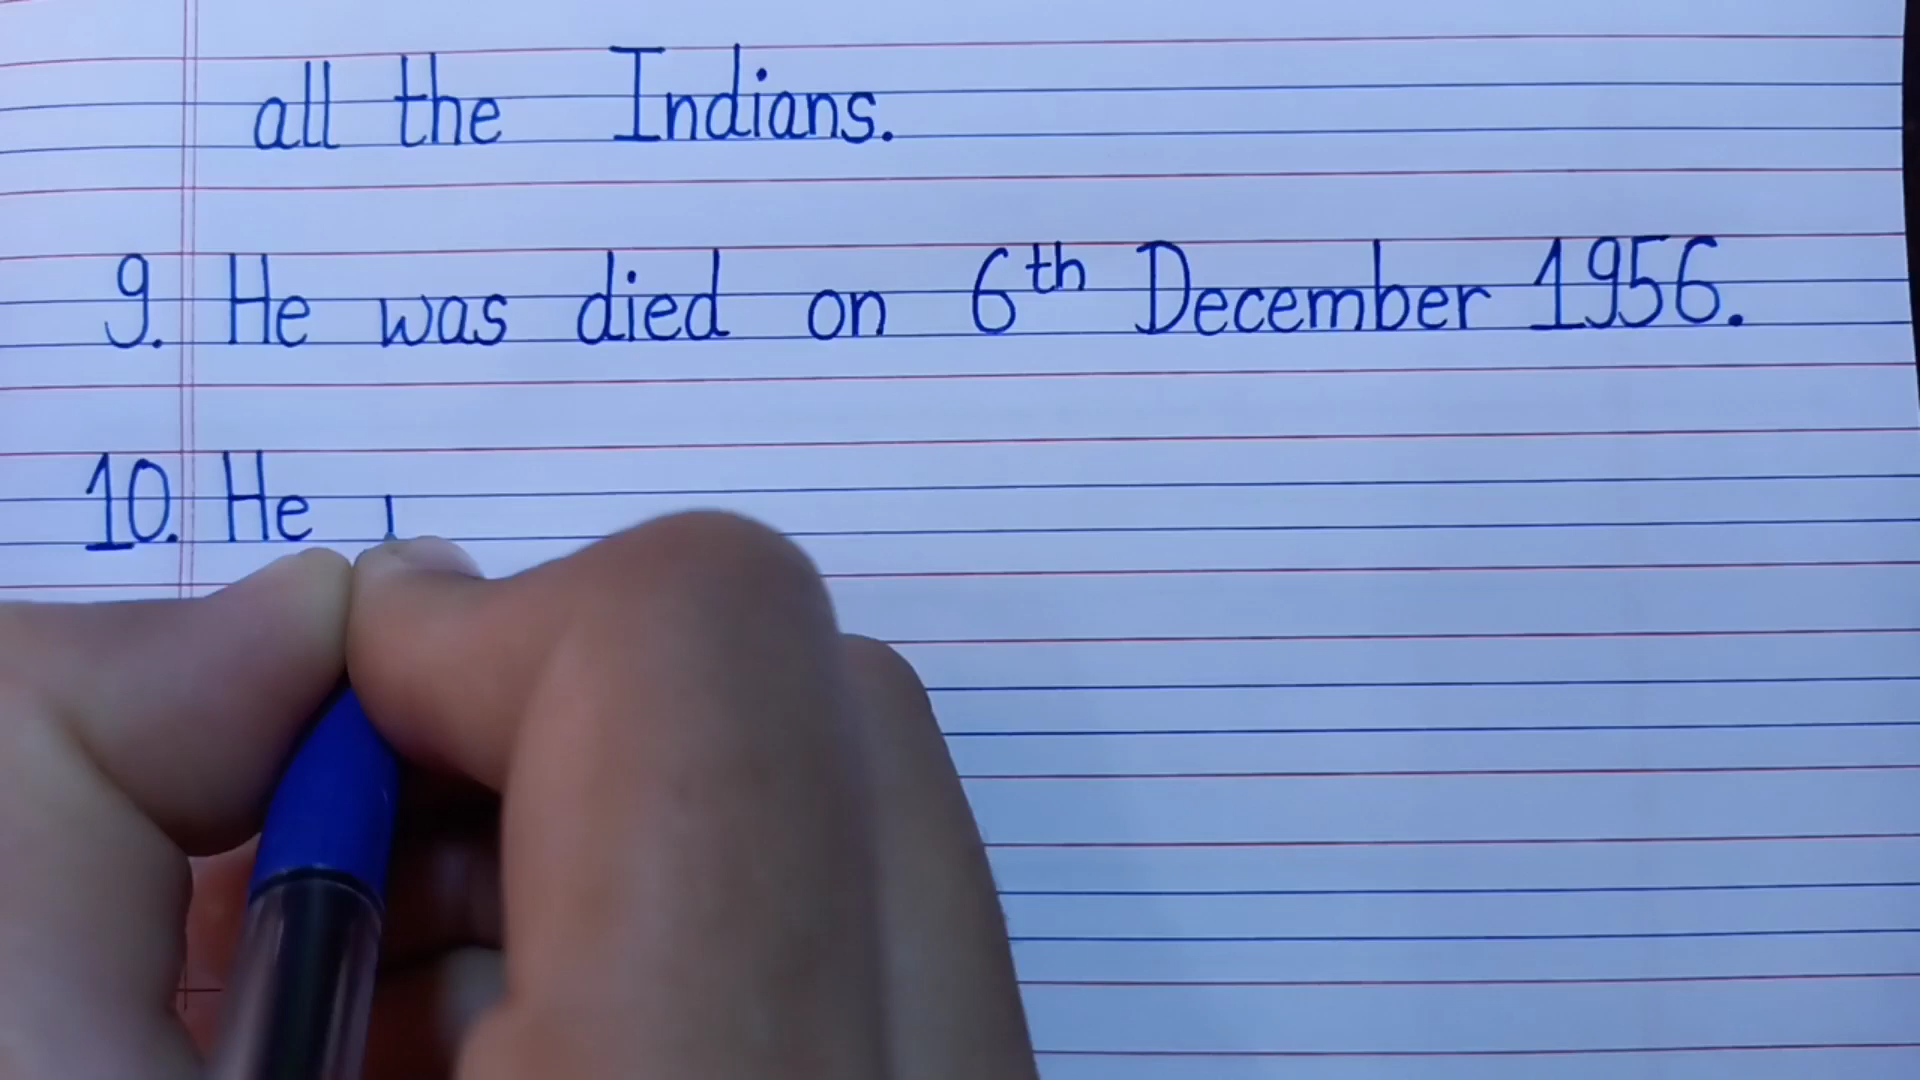 all the Indians.
9. He was died on 6th December 1956.
10. He